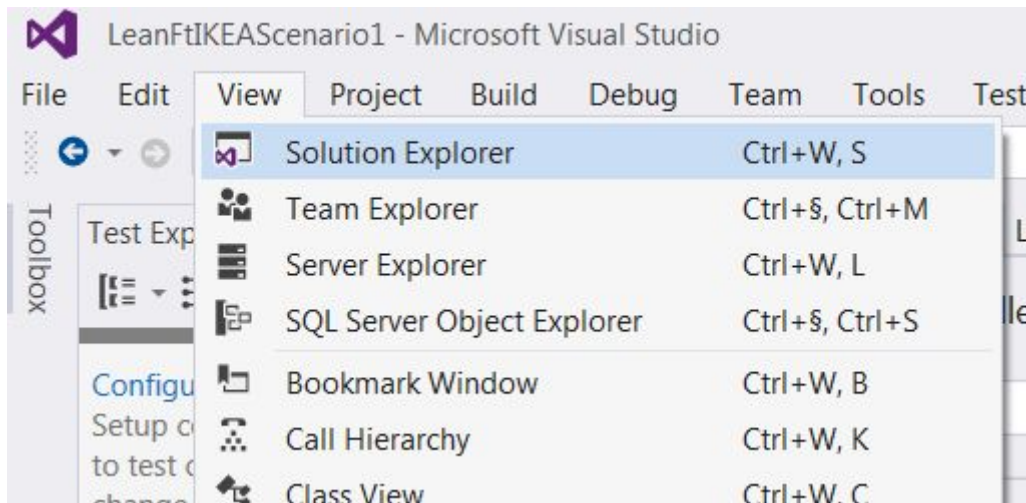 LeanFtIKEAScenario1 - Microsoft Visual Studio
File Edit View Project Build Debug Team Tools Test
Solution Explorer Ctrl+W, S
Team Explorer Ctrl+§, Ctrl+M
Server Explorer Ctrl+W, L
SQL Server Object Explorer Ctrl+§, Ctrl+S
Bookmark Window Ctrl+W, B
Call Hierarchy Ctrl+W, K
Class View Ctrl+W, C
Toolbox
Test Exp
Configu
Setup c
to test c
change